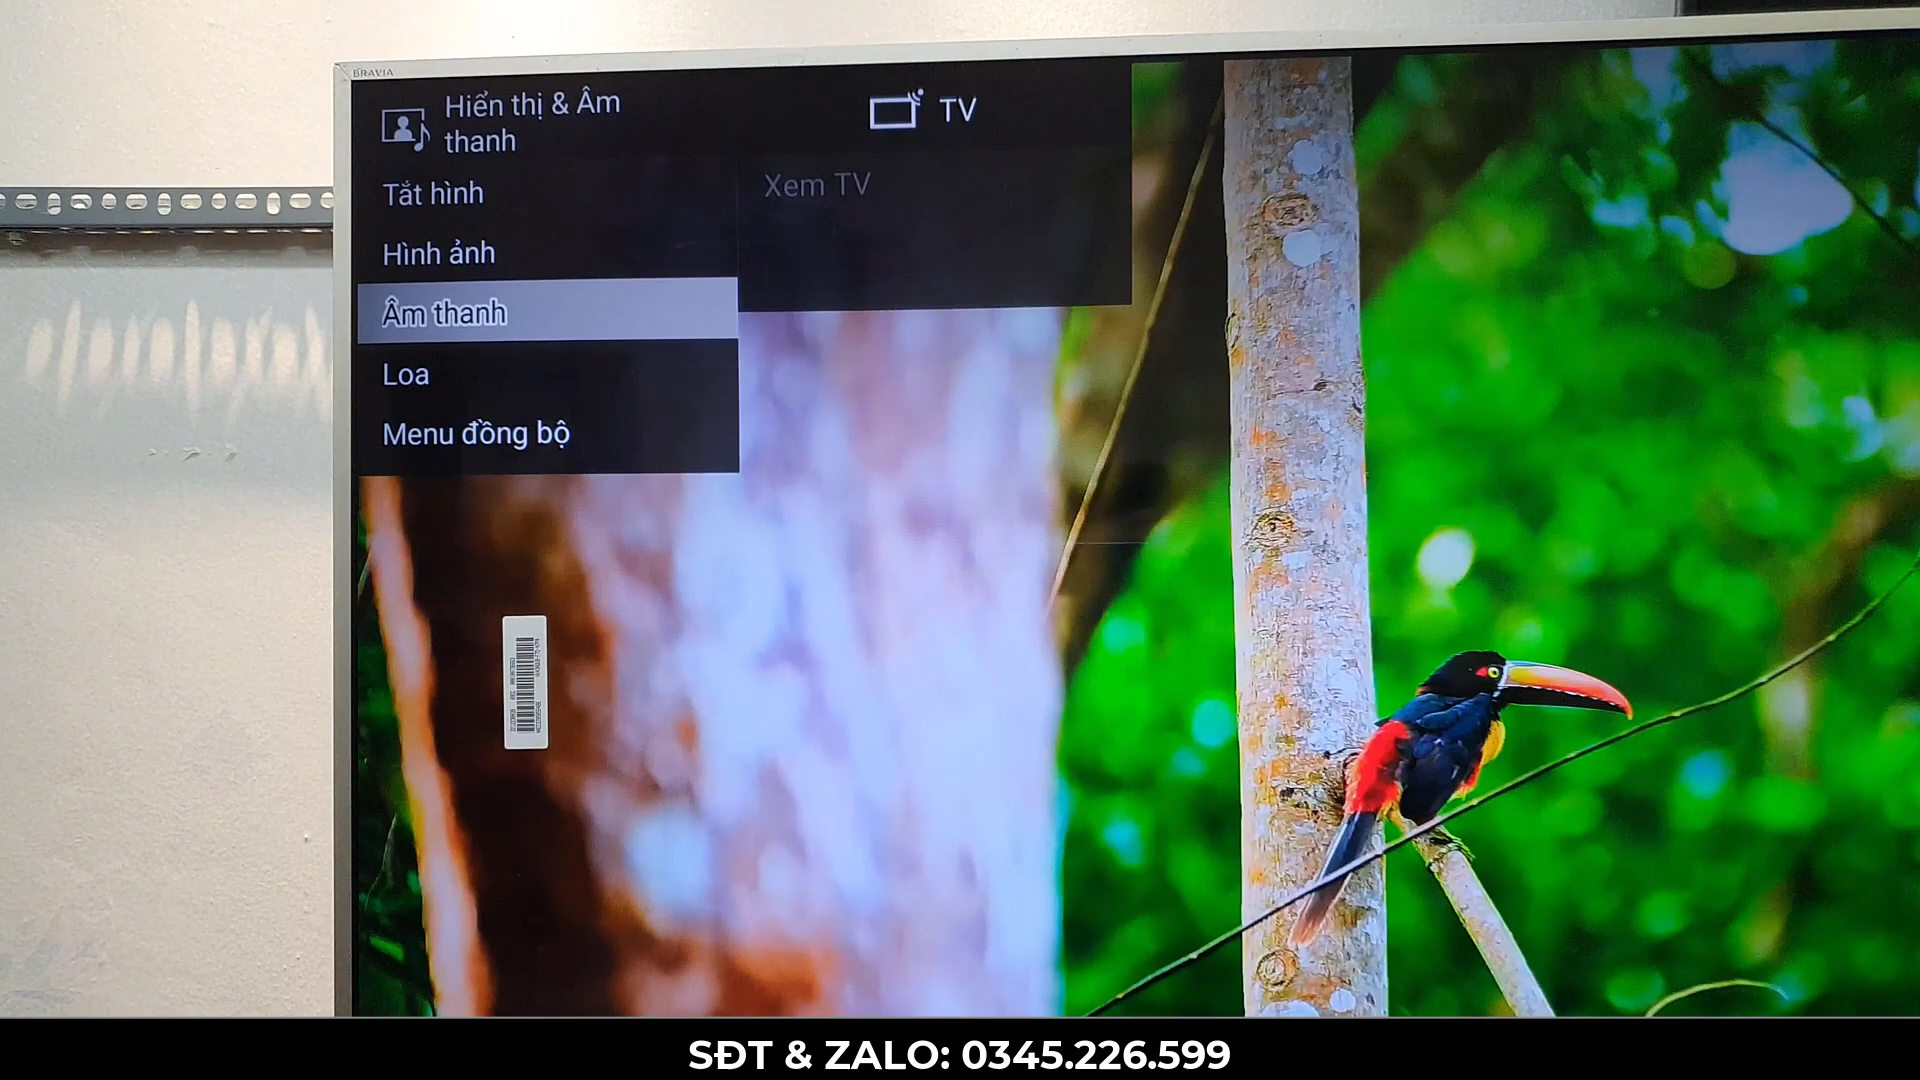 BRAVIA
Hiển thị & Âm
thanh
TV
Tắt hình
Xem TV
Hình ảnh
Âm thanh
Loa
Menu đồng bộ
SĐT & ZALO: 0345.226.599